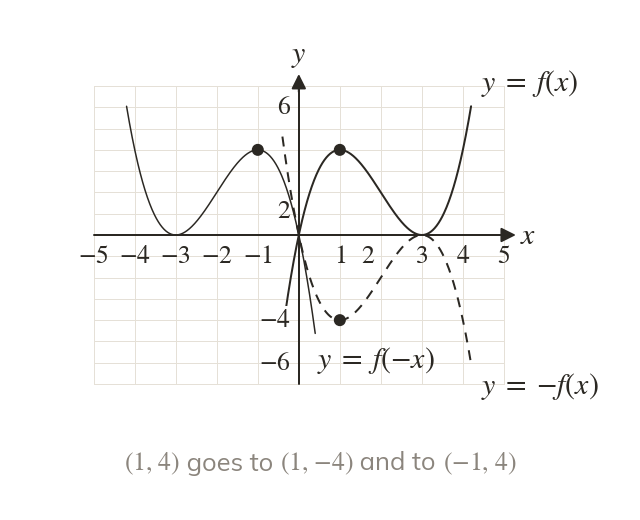 y
y = f(x)
6
2
x
−5 −4 −3 −2 −1 1 2 3 4 5
−4
−6
y = f(−x)
y = −f(x)
(1, 4) goes to (1, −4) and to (−1, 4)